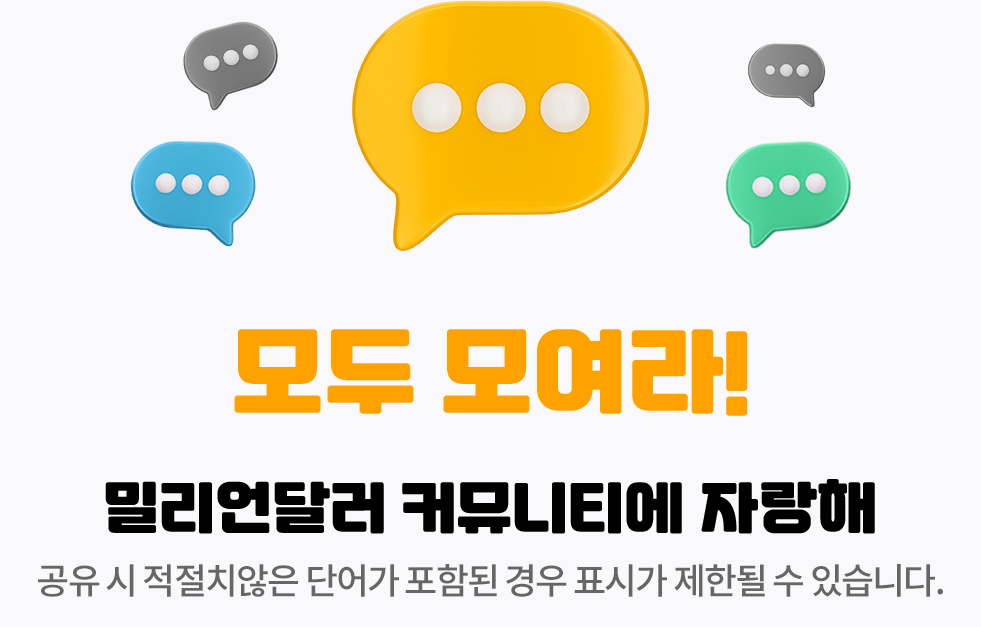 모두 모여라!
밀리언달러 커뮤니티에 자랑해
공유 시 적절치않은 단어가 포함된 경우 표시가 제한될 수 있습니다.